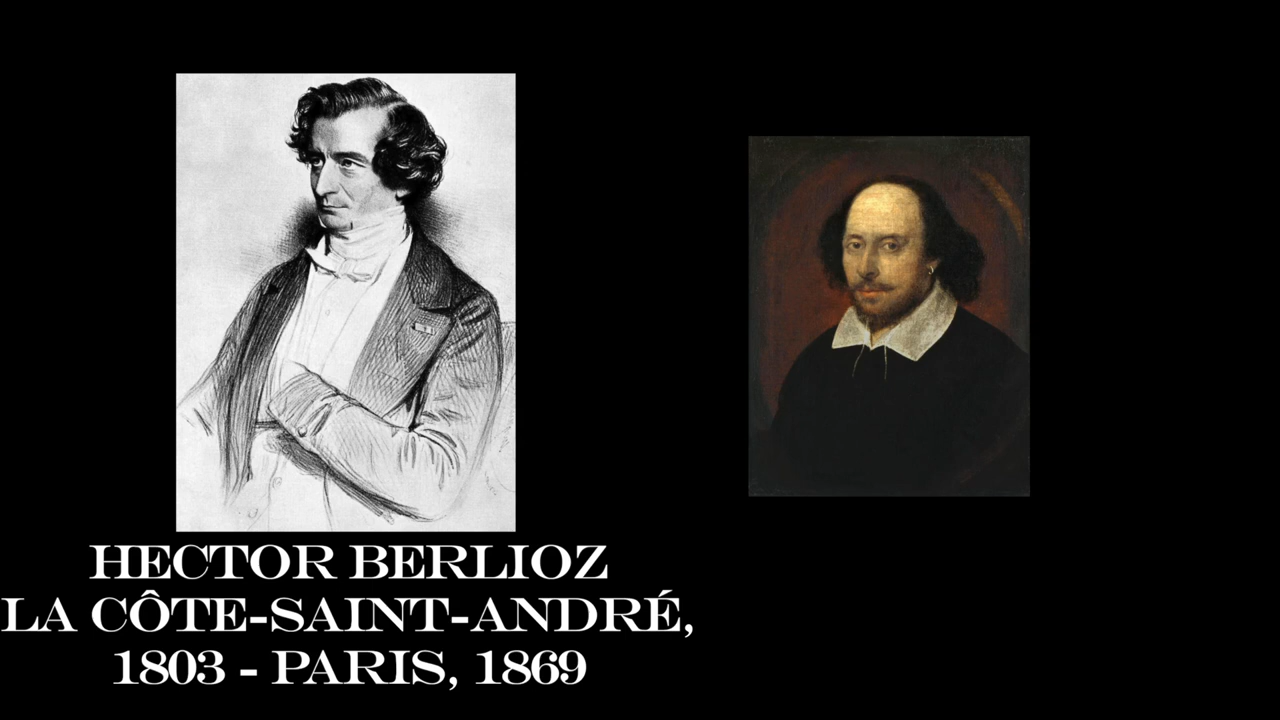 HECTOR BERLIOZ
LA CÔTE-SAINT-ANDRÉ,
1803 - PARIS, 1869